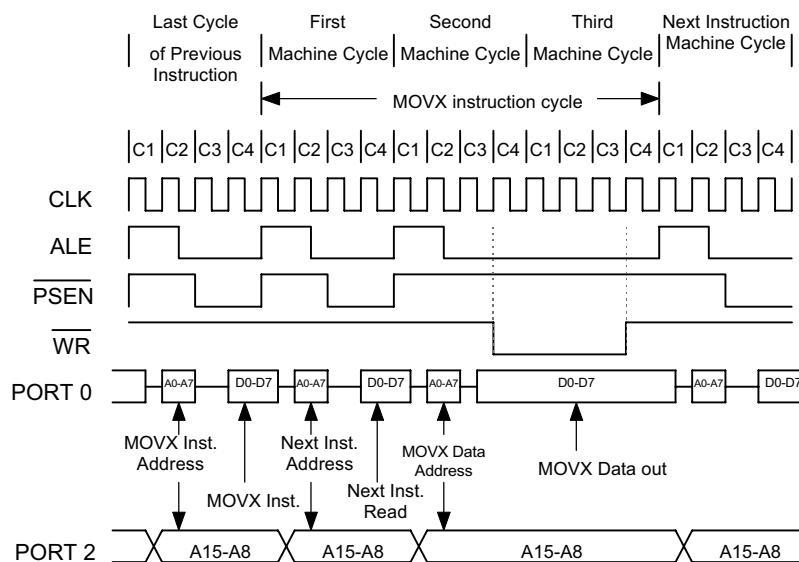 Last Cycle of Previous Instruction
First Machine Cycle
Second Machine Cycle
Third Machine Cycle
Next Instruction Machine Cycle
MOVX instruction cycle
C1 C2 C3 C4 C1 C2 C3 C4 C1 C2 C3 C4 C1 C2 C3 C4 C1 C2 C3 C4
CLK
ALE
PSEN
WR
PORT 0
A0-A7 D0-D7 A0-A7 D0-D7 A0-A7 D0-D7 A0-A7 D0-D7
MOVX Inst. Address
MOVX Inst.
Next Inst. Address
Next Inst. Read
MOVX Data Address
MOVX Data out
PORT 2
A15-A8 A15-A8 A15-A8 A15-A8